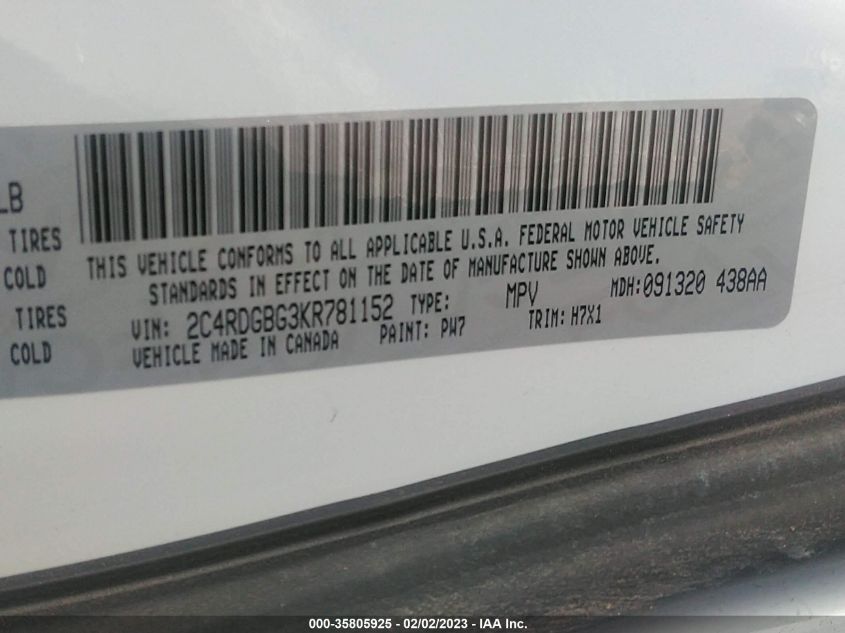 LB
TIRES
COLD
TIRES
COLD
THIS VEHICLE CONFORMS TO ALL APPLICABLE U.S.A. FEDERAL MOTOR VEHICLE SAFETY
STANDARDS IN EFFECT ON THE DATE OF MANUFACTURE SHOWN ABOVE.
VIN: 2C4RDGBG3KR781152 TYPE: MPV MDH:091320 438AA
VEHICLE MADE IN CANADA PAINT: PW7 TRIM: H7X1
000-35805925 - 02/02/2023 - IAA Inc.